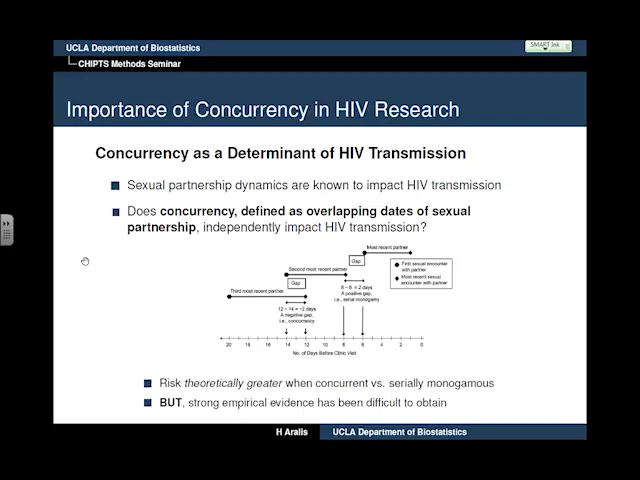 UCLA Department of Biostatistics
SMART Ink
CHIPTS Methods Seminar
Importance of Concurrency in HIV Research
Concurrency as a Determinant of HIV Transmission
Sexual partnership dynamics are known to impact HIV transmission
Does concurrency, defined as overlapping dates of sexual
partnership, independently impact HIV transmission?
Most recent partner
Gap
First sexual encounter
with partner
Most recent sexual
encounter with partner
Second most recent partner
Gap
8 − 6 = 2 days
A positive gap,
i.e., serial monogamy
Third most recent partner
12 − 14 = −2 days
A negative gap,
i.e., concurrency
20 18 16 14 12 10 8 6 4 2 0
No. of Days Before Clinic Visit
Risk theoretically greater when concurrent vs. serially monogamous
BUT, strong empirical evidence has been difficult to obtain
H Aralis UCLA Department of Biostatistics